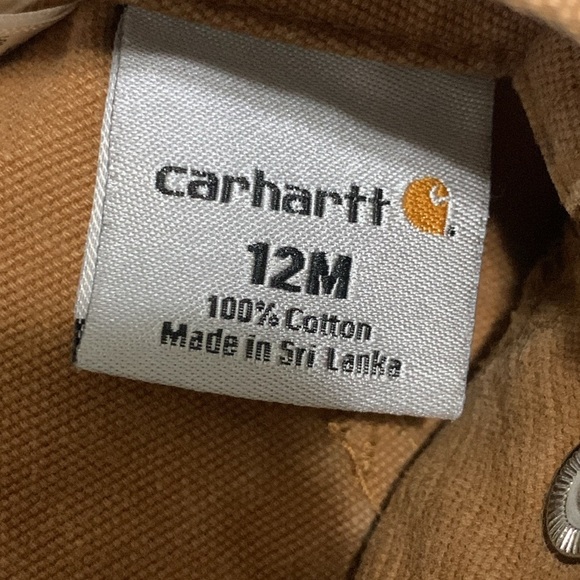 carhartt
12M
100% Cotton
Made in Sri Lanka